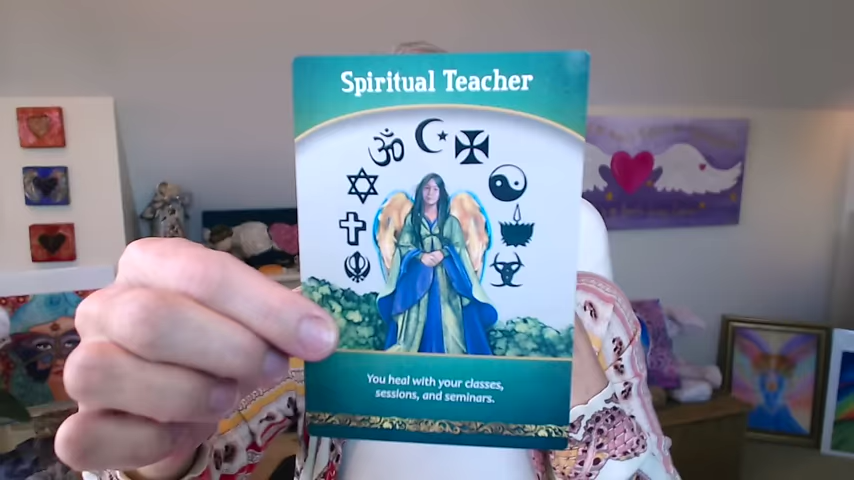 Spiritual Teacher
You heal with your classes,
sessions, and seminars.